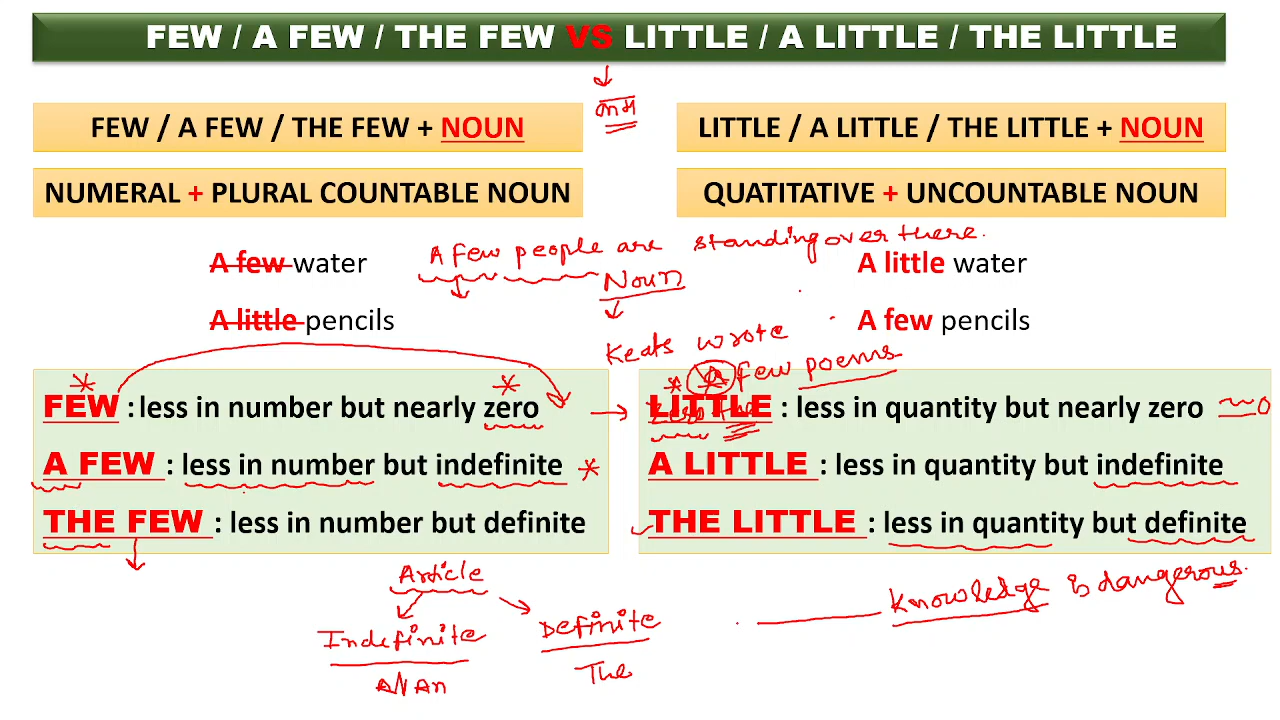 FEW / A FEW / THE FEW VS LITTLE / A LITTLE / THE LITTLE
FEW / A FEW / THE FEW + NOUN
LITTLE / A LITTLE / THE LITTLE + NOUN
NUMERAL + PLURAL COUNTABLE NOUN
QUATITATIVE + UNCOUNTABLE NOUN
A few people are standing over there.
A few water
Noun
A little water
A little pencils
A few pencils
Keats wrote
a few poems
FEW : less in number but nearly zero
LITTLE : less in quantity but nearly zero ~0
A FEW : less in number but indefinite
A LITTLE : less in quantity but indefinite
THE FEW : less in number but definite
THE LITTLE : less in quantity but definite
Article
Knowledge is dangerous.
Indefinite
Definite
A/An
The